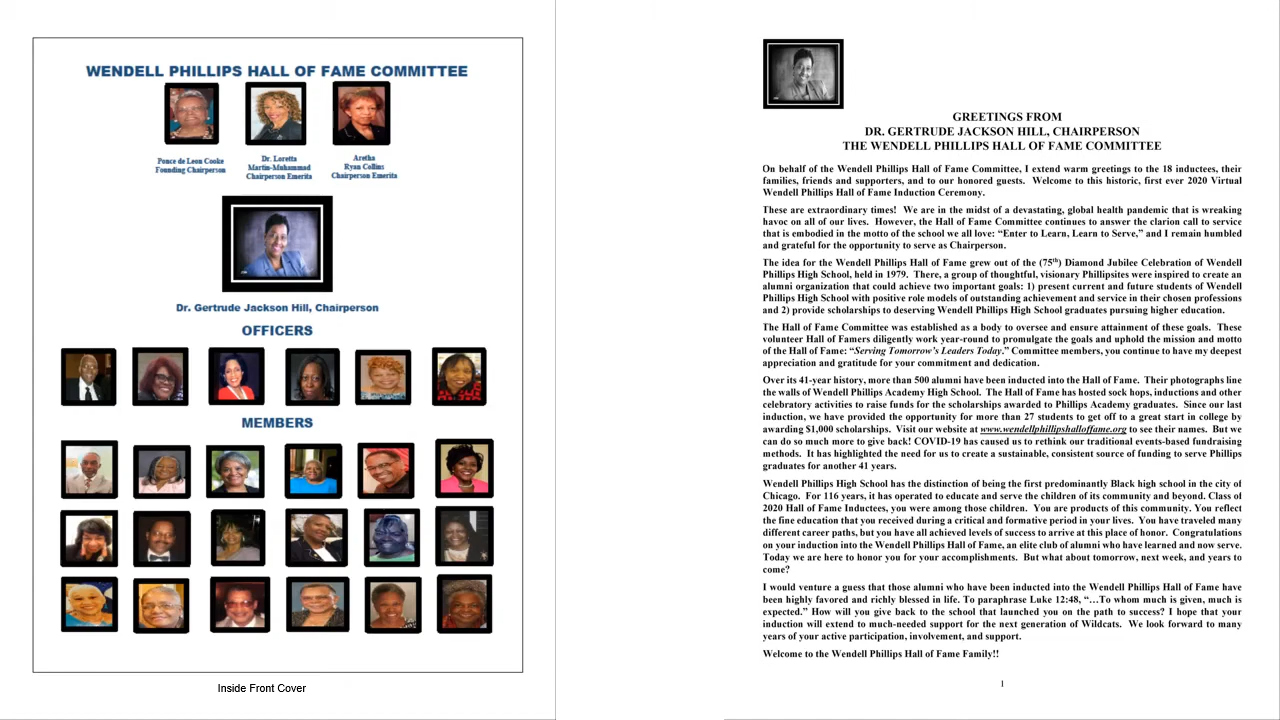 WENDELL PHILLIPS HALL OF FAME COMMITTEE
Ponce de Leon Cooke
Founding Chairperson
Dr. Loretta
Martin-Muhammad
Chairperson Emerita
Aretha
Ryan Collins
Chairperson Emerita
Dr. Gertrude Jackson Hill, Chairperson
OFFICERS
MEMBERS
Inside Front Cover
GREETINGS FROM
DR. GERTRUDE JACKSON HILL, CHAIRPERSON
THE WENDELL PHILLIPS HALL OF FAME COMMITTEE
On behalf of the Wendell Phillips Hall of Fame Committee, I extend warm greetings to the 18 inductees, their
families, friends and supporters, and to our honored guests. Welcome to this historic, first ever 2020 Virtual
Wendell Phillips Hall of Fame Induction Ceremony.
These are extraordinary times! We are in the midst of a devastating, global health pandemic that is wreaking
havoc on all of our lives. However, the Hall of Fame Committee continues to answer the clarion call to service
that is embodied in the motto of the school we all love: “Enter to Learn, Learn to Serve,” and I remain humbled
and grateful for the opportunity to serve as Chairperson.
The idea for the Wendell Phillips Hall of Fame grew out of the (75th) Diamond Jubilee Celebration of Wendell
Phillips High School, held in 1979. There, a group of thoughtful, visionary Phillipsites were inspired to create an
alumni organization that could achieve two important goals: 1) present current and future students of Wendell
Phillips High School with positive role models of outstanding achievement and service in their chosen professions
and 2) provide scholarships to deserving Wendell Phillips High School graduates pursuing higher education.
The Hall of Fame Committee was established as a body to oversee and ensure attainment of these goals. These
volunteer Hall of Famers diligently work year-round to promulgate the goals and uphold the mission and motto
of the Hall of Fame: “Serving Tomorrow’s Leaders Today.” Committee members, you continue to have my deepest
appreciation and gratitude for your commitment and dedication.
Over its 41-year history, more than 500 alumni have been inducted into the Hall of Fame. Their photographs line
the walls of Wendell Phillips Academy High School. The Hall of Fame has hosted sock hops, inductions and other
celebratory activities to raise funds for the scholarships awarded to Phillips Academy graduates. Since our last
induction, we have provided the opportunity for more than 27 students to get off to a great start in college by
awarding $1,000 scholarships. Visit our website at www.wendellphillipshalloffame.org to see their names. But we
can do so much more to give back! COVID-19 has caused us to rethink our traditional events-based fundraising
methods. It has highlighted the need for us to create a sustainable, consistent source of funding to serve Phillips
graduates for another 41 years.
Wendell Phillips High School has the distinction of being the first predominantly Black high school in the city of
Chicago. For 116 years, it has operated to educate and serve the children of its community and beyond. Class of
2020 Hall of Fame Inductees, you were among those children. You are products of this community. You reflect
the fine education that you received during a critical and formative period in your lives. You have traveled many
different career paths, but you have all achieved levels of success to arrive at this place of honor. Congratulations
on your induction into the Wendell Phillips Hall of Fame, an elite club of alumni who have learned and now serve.
Today we are here to honor you for your accomplishments. But what about tomorrow, next week, and years to
come?
I would venture a guess that those alumni who have been inducted into the Wendell Phillips Hall of Fame have
been highly favored and richly blessed in life. To paraphrase Luke 12:48, “…To whom much is given, much is
expected.” How will you give back to the school that launched you on the path to success? I hope that your
induction will extend to much-needed support for the next generation of Wildcats. We look forward to many
years of your active participation, involvement, and support.
Welcome to the Wendell Phillips Hall of Fame Family!!
1